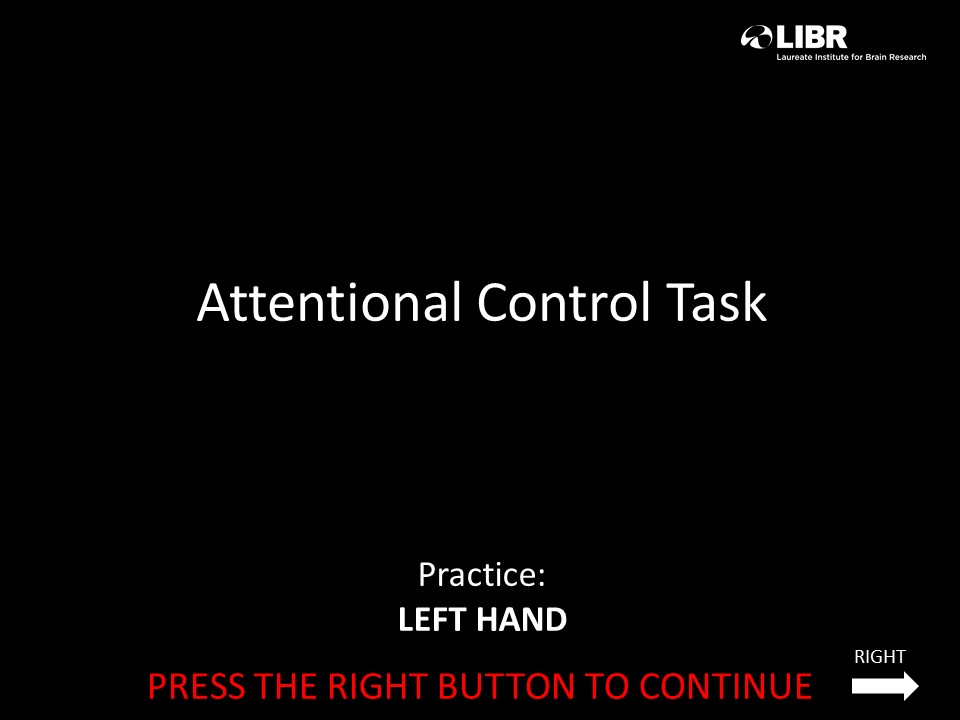 LIBR
Laureate Institute for Brain Research
Attentional Control Task
Practice:
LEFT HAND
RIGHT
PRESS THE RIGHT BUTTON TO CONTINUE